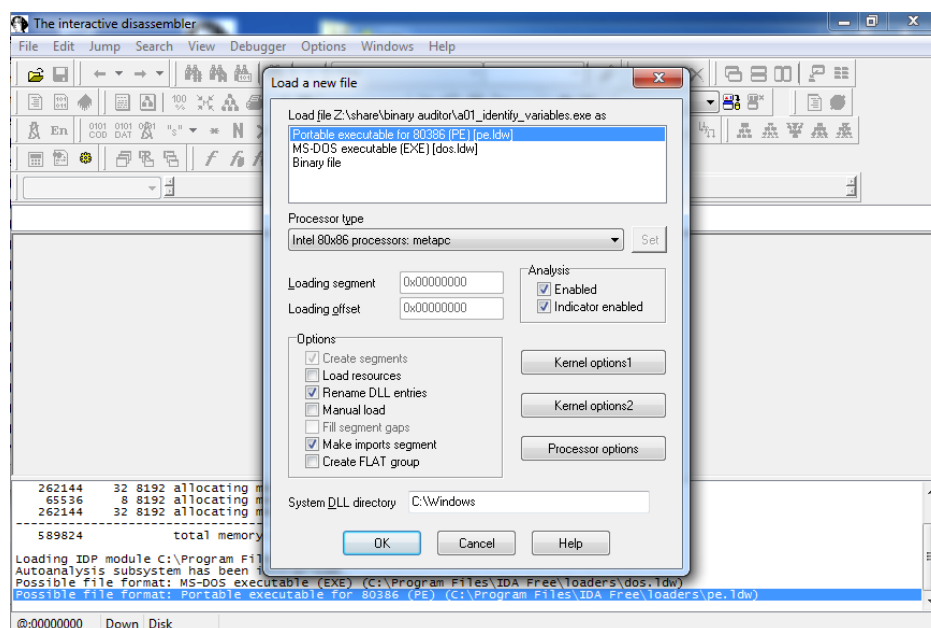 The interactive disassembler
File Edit Jump Search View Debugger Options Windows Help
En
"s"
N
Load a new file
Load file Z:\share\binary auditor\a01_identify_variables.exe as
Portable executable for 80386 (PE) [pe.ldw]
MS-DOS executable (EXE) [dos.ldw]
Binary file
Processor type
Intel 80x86 processors: metapc
Set
Loading segment 0x00000000
Loading offset 0x00000000
Analysis
Enabled
Indicator enabled
Options
Create segments
Load resources
Rename DLL entries
Manual load
Fill segment gaps
Make imports segment
Create FLAT group
Kernel options1
Kernel options2
Processor options
System DLL directory C:\Windows
OK Cancel Help
262144 32 8192 allocating m
65536 8 8192 allocating m
262144 32 8192 allocating m
-----------------------------------------------------------------
589824 total memory
Loading IDP module C:\Program Fil
Autoanalysis subsystem has been i
Possible file format: MS-DOS executable (EXE) (C:\Program Files\IDA Free\loaders\dos.ldw)
Possible file format: Portable executable for 80386 (PE) (C:\Program Files\IDA Free\loaders\pe.ldw)
@:00000000 Down Disk